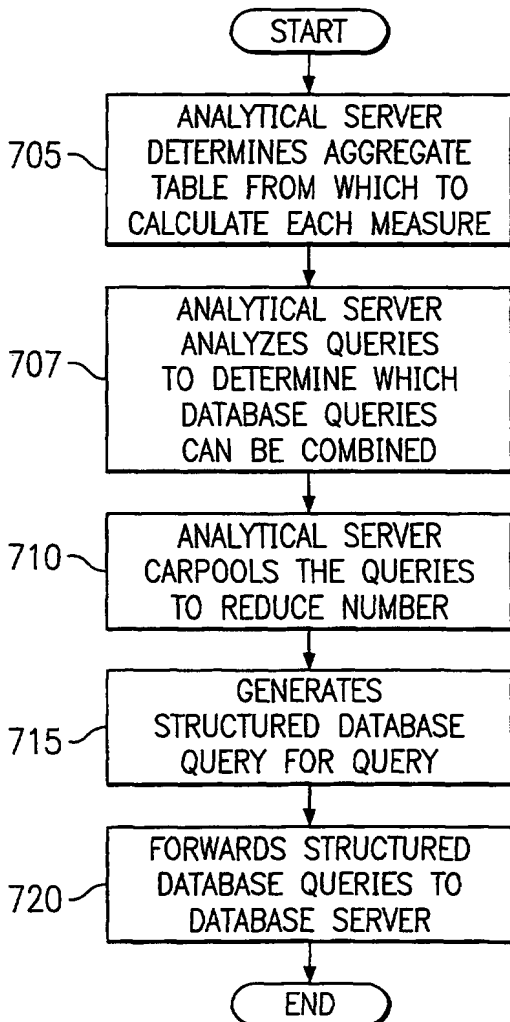 START
705
ANALYTICAL SERVER
DETERMINES AGGREGATE
TABLE FROM WHICH TO
CALCULATE EACH MEASURE
707
ANALYTICAL SERVER
ANALYZES QUERIES
TO DETERMINE WHICH
DATABASE QUERIES
CAN BE COMBINED
710
ANALYTICAL SERVER
CARPOOLS THE QUERIES
TO REDUCE NUMBER
715
GENERATES
STRUCTURED DATABASE
QUERY FOR QUERY
720
FORWARDS STRUCTURED
DATABASE QUERIES TO
DATABASE SERVER
END